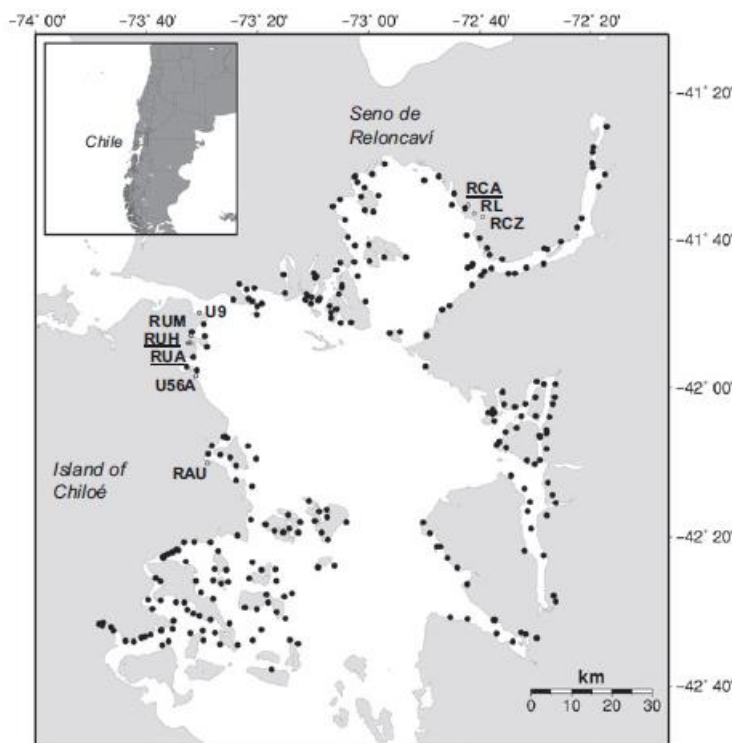 −74° 00'
−73° 40'
−73° 20'
−73° 00'
−72° 40'
−72° 20'
Chile
Seno de
Reloncaví
RCA
RL
RCZ
−41° 20'
−41° 40'
U9
RUM
RUH
RUA
U56A
−42° 00'
Island of
Chiloé
RAU
−42° 20'
km
0 10 20 30
−42° 40'